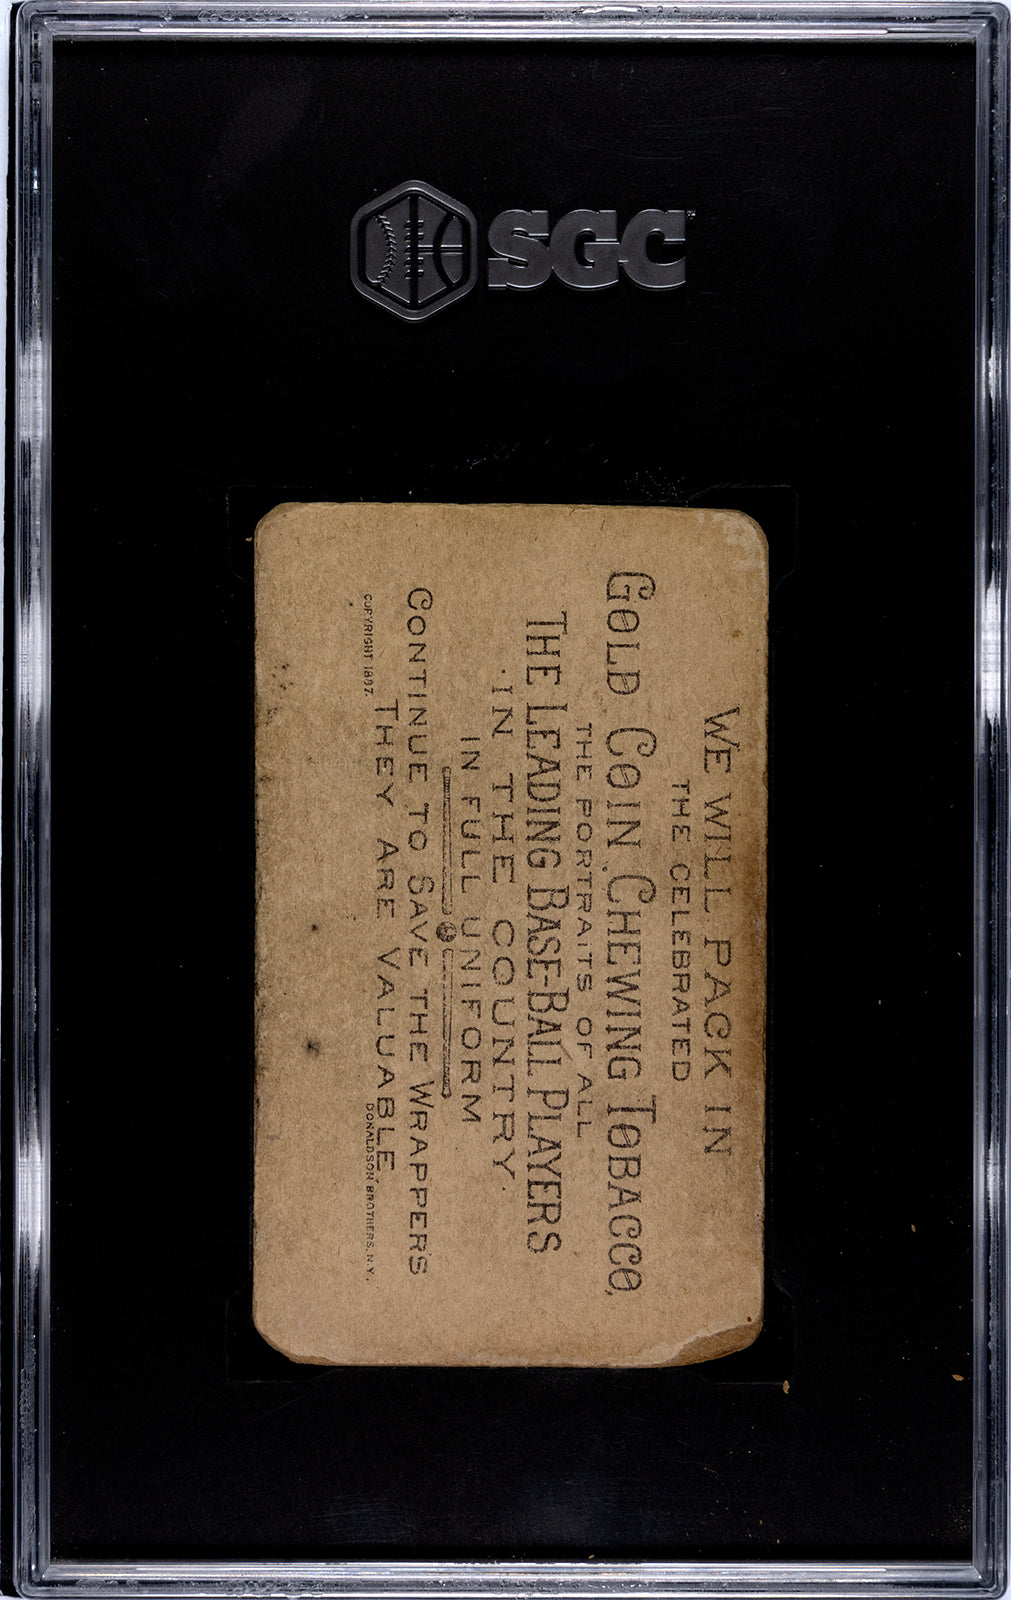 SGC
WE WILL PACK IN
THE CELEBRATED
GOLD COIN CHEWING TOBACCO,
THE PORTRAITS OF ALL
THE LEADING BASE-BALL PLAYERS
IN THE COUNTRY.
IN FULL UNIFORM
CONTINUE TO SAVE THE WRAPPERS
THEY ARE VALUABLE.
COPYRIGHT 1887.
DONALDSON BROTHERS, N.Y.